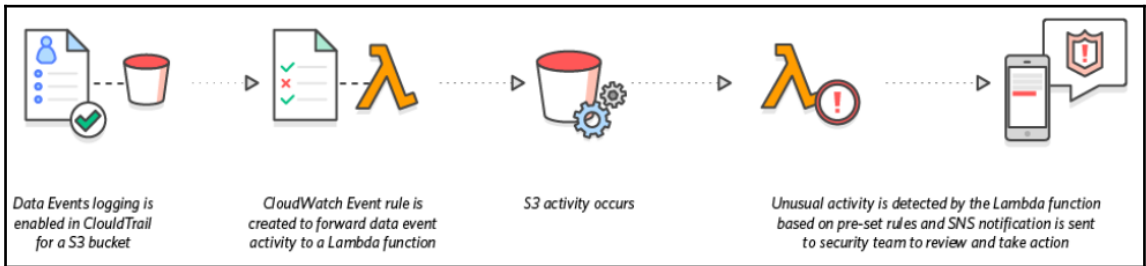 Data Events logging is
enabled in ClouldTrail
for a S3 bucket
CloudWatch Event rule is
created to forward data event
activity to a Lambda function
S3 activity occurs
Unusual activity is detected by the Lambda function
based on pre-set rules and SNS notification is sent
to security team to review and take action